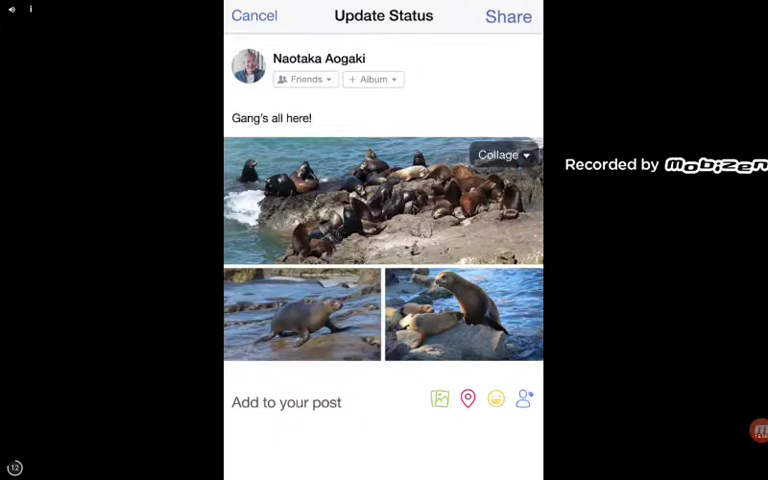 Cancel Update Status Share
Naotaka Aogaki
Friends + Album
Gang's all here!
Collage
Recorded by mobizen
Add to your post
12